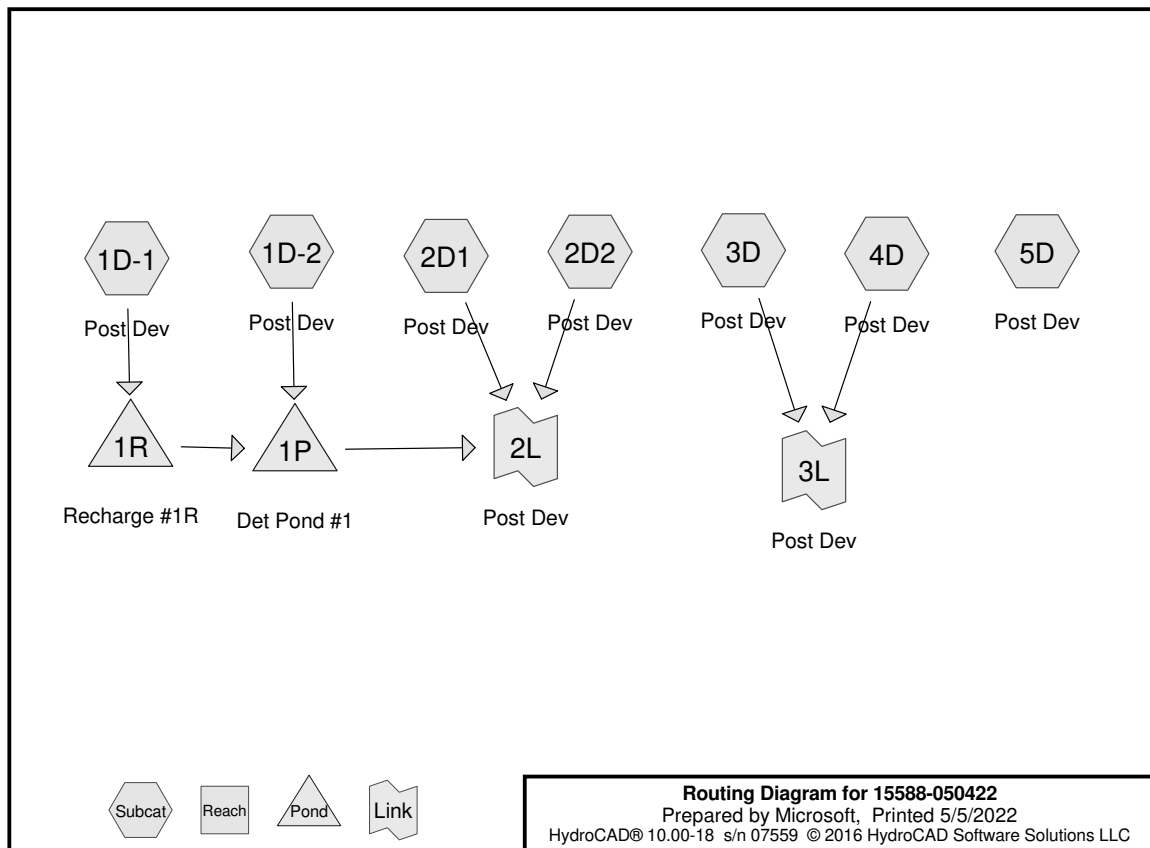 1D-1 1D-2 2D1 2D2 3D 4D 5D
Post Dev Post Dev Post Dev Post Dev Post Dev Post Dev Post Dev
1R 1P 2L 3L
Recharge #1R Det Pond #1 Post Dev
Post Dev
Subcat Reach Pond Link
Routing Diagram for 15588-050422
Prepared by Microsoft, Printed 5/5/2022
HydroCAD® 10.00-18 s/n 07559 © 2016 HydroCAD Software Solutions LLC